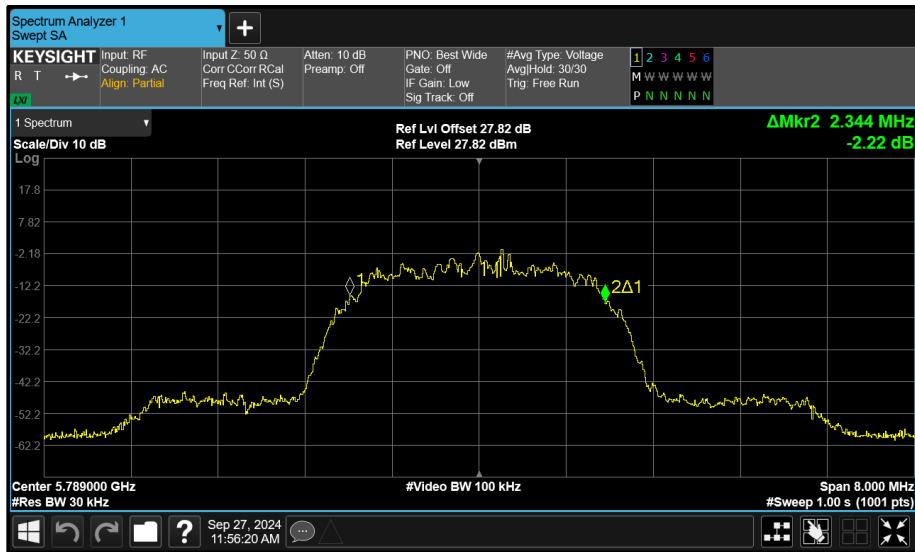 Spectrum Analyzer 1
Swept SA
KEYSIGHT
R T
LXI
Input: RF
Coupling: AC
Align: Partial
Input Z: 50 Ω
Corr CCorr RCal
Freq Ref: Int (S)
Atten: 10 dB
Preamp: Off
PNO: Best Wide
Gate: Off
IF Gain: Low
Sig Track: Off
#Avg Type: Voltage
Avg|Hold: 30/30
Trig: Free Run
1 2 3 4 5 6
M W W W W W
P N N N N N
1 Spectrum
Scale/Div 10 dB
Ref Lvl Offset 27.82 dB
Ref Level 27.82 dBm
ΔMkr2 2.344 MHz
-2.22 dB
Log
17.8
7.82
-2.18
-12.2
-22.2
-32.2
-42.2
-52.2
-62.2
1
2Δ1
Center 5.789000 GHz
#Res BW 30 kHz
#Video BW 100 kHz
Span 8.000 MHz
#Sweep 1.00 s (1001 pts)
?
Sep 27, 2024
11:56:20 AM